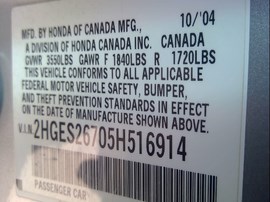 MFD. BY HONDA OF CANADA MFG., 10/'04
A DIVISION OF HONDA CANADA INC. CANADA
GVWR 3550LBS GAWR F 1840LBS R 1720LBS
THIS VEHICLE CONFORMS TO ALL APPLICABLE
FEDERAL MOTOR VEHICLE SAFETY, BUMPER,
AND THEFT PREVENTION STANDARDS IN EFFECT
ON THE DATE OF MANUFACTURE SHOWN ABOVE.
V.I.N. 2HGES26705H516914
PASSENGER CAR